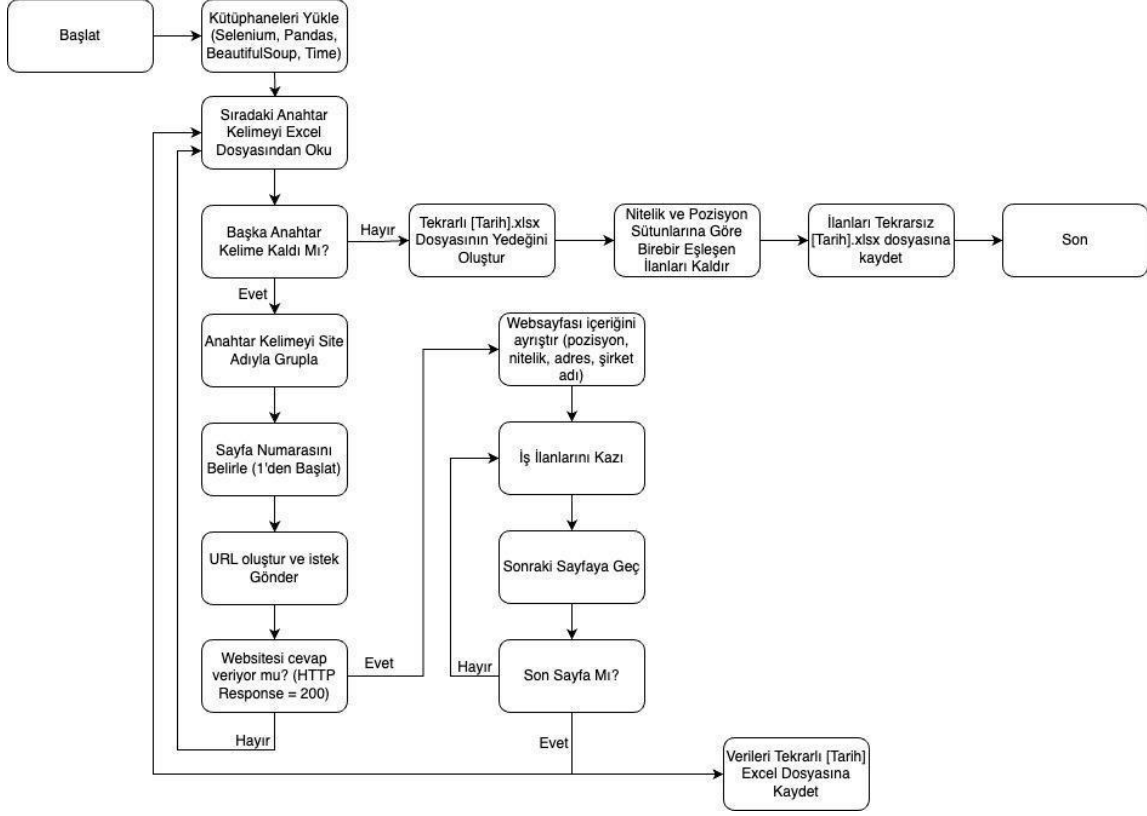 Başlat
Kütüphaneleri Yükle
(Selenium, Pandas,
BeautifulSoup, Time)
Sıradaki Anahtar
Kelimeyi Excel
Dosyasından Oku
Başka Anahtar
Kelime Kaldı Mı?
Hayır
Tekrarlı [Tarih].xlsx
Dosyasının Yedeğini
Oluştur
Nitelik ve Pozisyon
Sütunlarına Göre
Birebir Eşleşen
İlanları Kaldır
İlanları Tekrarsız
[Tarih].xlsx dosyasına
kaydet
Son
Evet
Anahtar Kelimeyi Site
Adıyla Grupla
Sayfa Numarasını
Belirle (1'den Başlat)
URL oluştur ve istek
Gönder
Websitesi cevap
veriyor mu? (HTTP
Response = 200)
Evet
Hayır
Websayfası içeriğini
ayrıştır (pozisyon,
nitelik, adres, şirket
adı)
İş İlanlarını Kazı
Sonraki Sayfaya Geç
Son Sayfa Mı?
Hayır
Evet
Verileri Tekrarlı [Tarih]
Excel Dosyasına
Kaydet